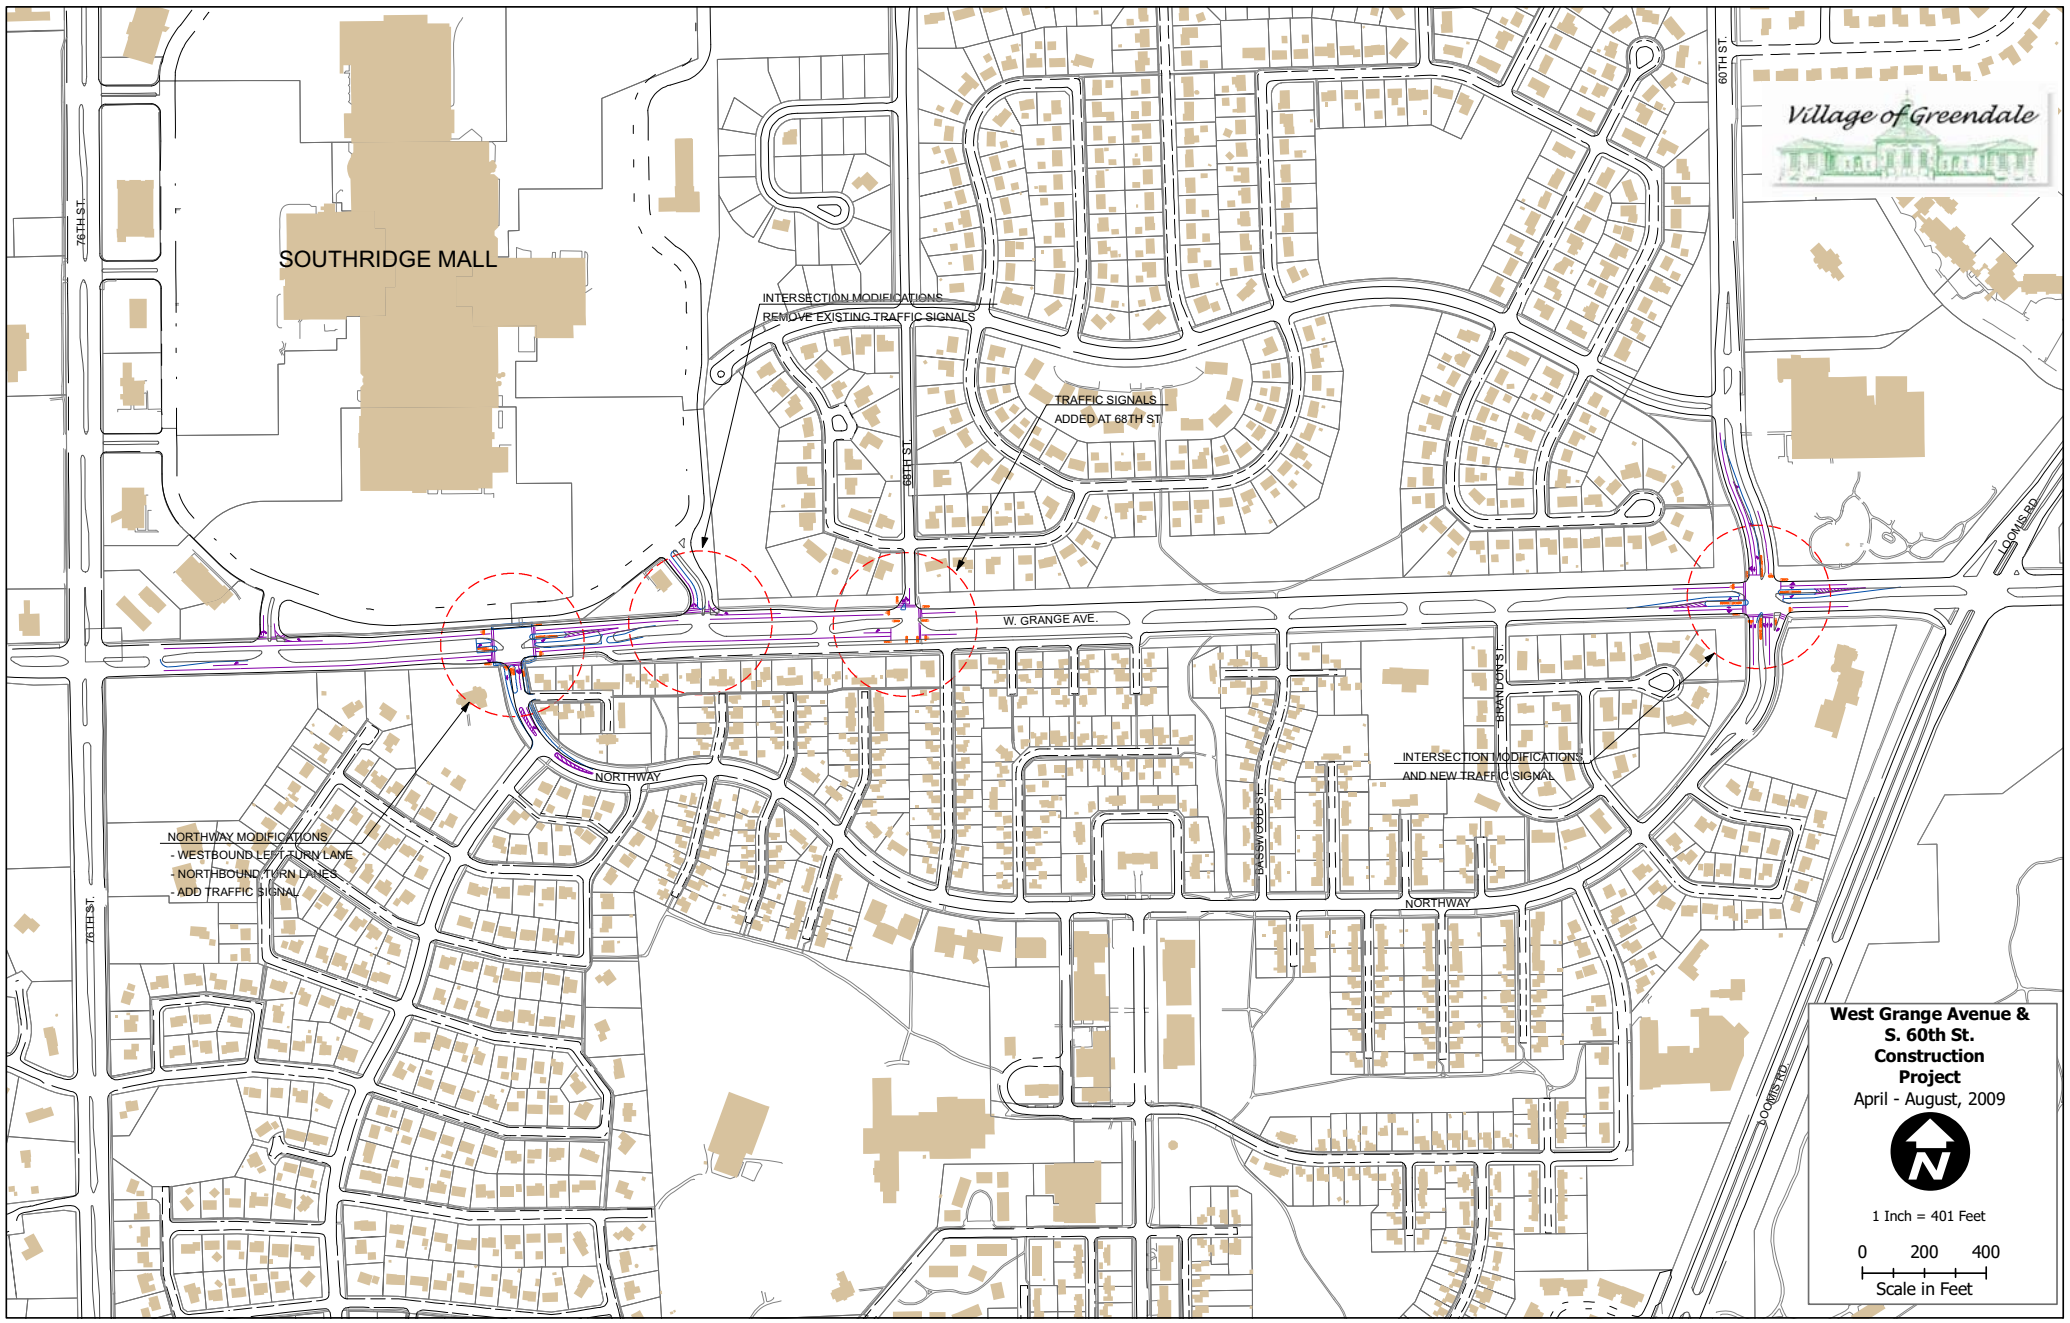 60TH ST.
Village of Greendale
76TH ST.
SOUTHRIDGE MALL
INTERSECTION MODIFICATIONS
REMOVE EXISTING TRAFFIC SIGNALS
TRAFFIC SIGNALS
ADDED AT 68TH ST.
68TH ST.
LOOMIS RD
W. GRANGE AVE.
BRANDON ST.
INTERSECTION MODIFICATIONS
AND NEW TRAFFIC SIGNAL
NORTHWAY
BASSWOOD ST.
NORTHWAY MODIFICATIONS
- WESTBOUND LEFT TURN LANE
- NORTHBOUND TURN LANES
- ADD TRAFFIC SIGNAL
76TH ST.
NORTHWAY
LOOMIS RD
West Grange Avenue &
S. 60th St.
Construction
Project
April - August, 2009
N
1 Inch = 401 Feet
0 200 400
Scale in Feet